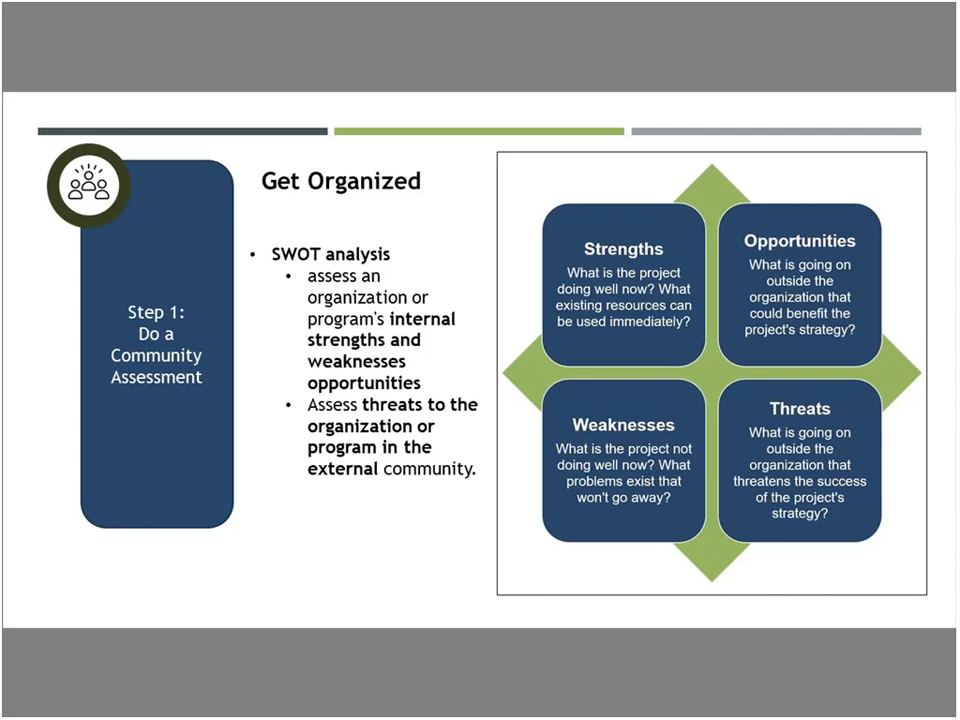 Get Organized
Step 1:
Do a
Community
Assessment
• SWOT analysis
• assess an
organization or
program's internal
strengths and
weaknesses
opportunities
• Assess threats to the
organization or
program in the
external community.
Strengths
What is the project
doing well now? What
existing resources can
be used immediately?
Opportunities
What is going on
outside the
organization that
could benefit the
project's strategy?
Weaknesses
What is the project not
doing well now? What
problems exist that
won't go away?
Threats
What is going on
outside the
organization that
threatens the success
of the project's
strategy?